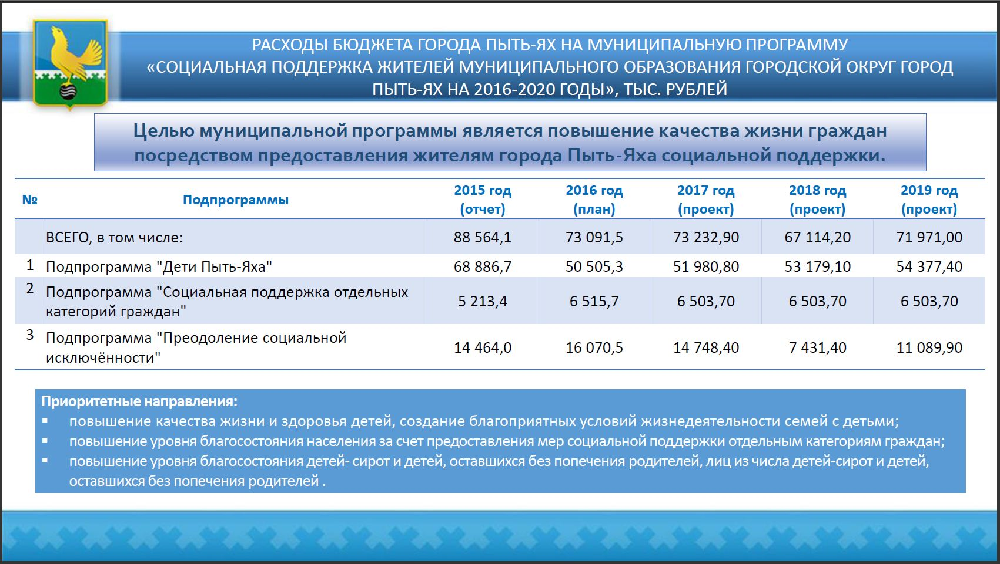 РАСХОДЫ БЮДЖЕТА ГОРОДА ПЫТЬ-ЯХ НА МУНИЦИПАЛЬНУЮ ПРОГРАММУ
«СОЦИАЛЬНАЯ ПОДДЕРЖКА ЖИТЕЛЕЙ МУНИЦИПАЛЬНОГО ОБРАЗОВАНИЯ ГОРОДСКОЙ ОКРУГ ГОРОД
ПЫТЬ-ЯХ НА 2016-2020 ГОДЫ», ТЫС. РУБЛЕЙ
Целью муниципальной программы является повышение качества жизни граждан
посредством предоставления жителям города Пыть-Яха социальной поддержки.
№ Подпрограммы 2015 год (отчет) 2016 год (план) 2017 год (проект) 2018 год (проект) 2019 год (проект)
ВСЕГО, в том числе: 88 564,1 73 091,5 73 232,90 67 114,20 71 971,00
1 Подпрограмма "Дети Пыть-Яха" 68 886,7 50 505,3 51 980,80 53 179,10 54 377,40
2 Подпрограмма "Социальная поддержка отдельных
категорий граждан" 5 213,4 6 515,7 6 503,70 6 503,70 6 503,70
3 Подпрограмма "Преодоление социальной
исключённости" 14 464,0 16 070,5 14 748,40 7 431,40 11 089,90
Приоритетные направления:
▪ повышение качества жизни и здоровья детей, создание благоприятных условий жизнедеятельности семей с детьми;
▪ повышение уровня благосостояния населения за счет предоставления мер социальной поддержки отдельным категориям граждан;
▪ повышение уровня благосостояния детей- сирот и детей, оставшихся без попечения родителей, лиц из числа детей-сирот и детей,
оставшихся без попечения родителей .